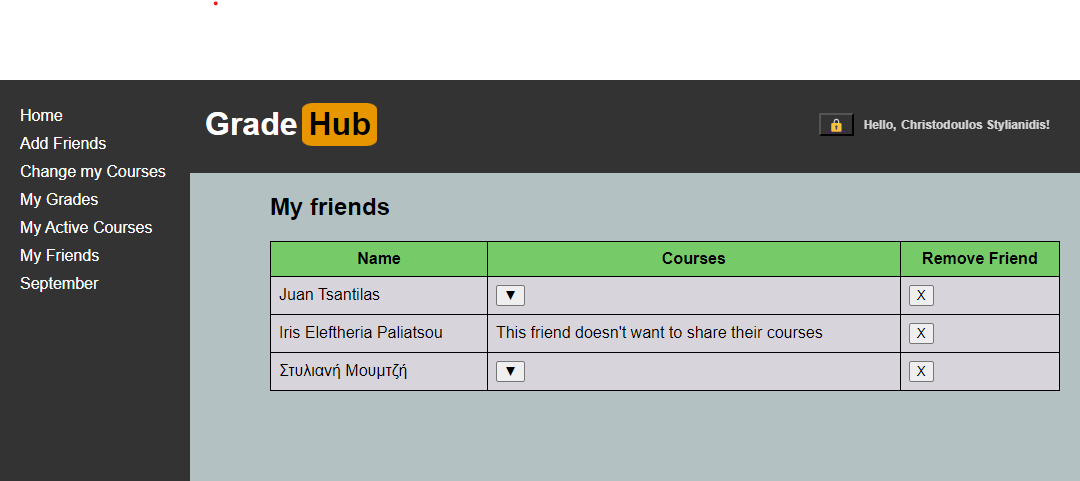 Home
Add Friends
Change my Courses
My Grades
My Active Courses
My Friends
September
Grade Hub
Hello, Christodoulos Stylianidis!
My friends
Name Courses Remove Friend
Juan Tsantilas ▼ X
Iris Eleftheria Paliatsou This friend doesn't want to share their courses X
Στυλιανή Μουμτζή ▼ X